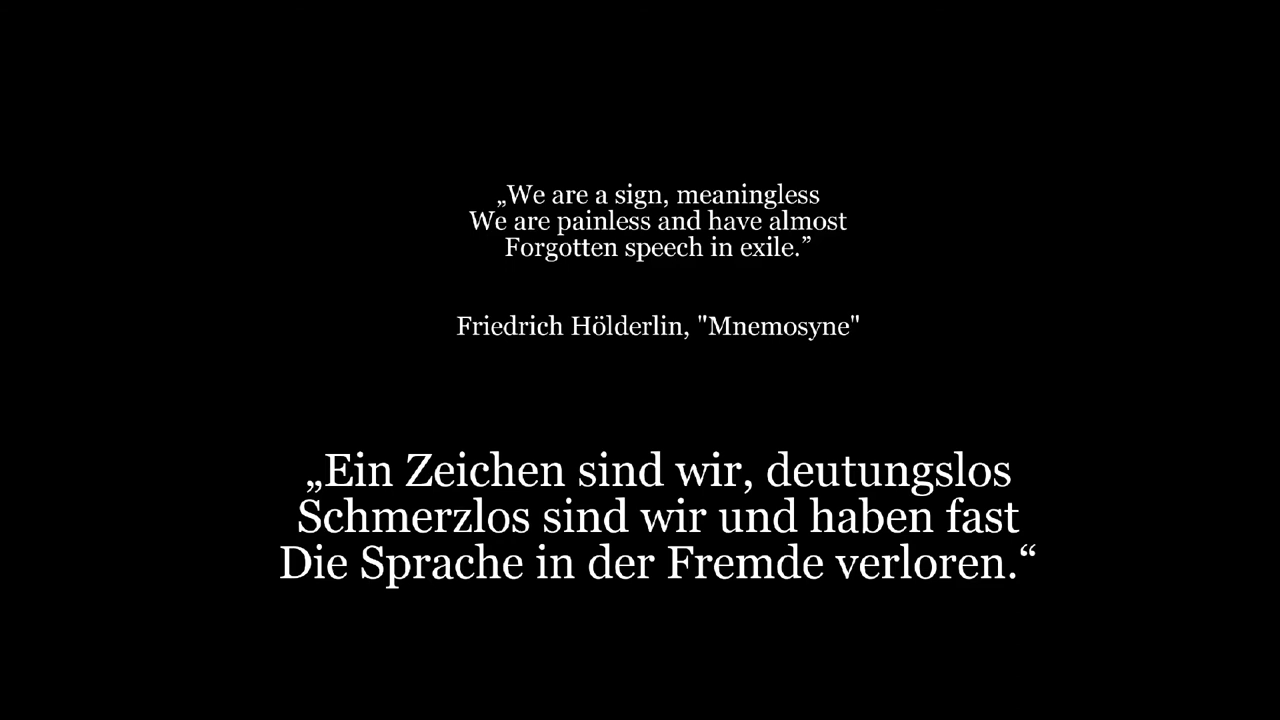 „We are a sign, meaningless
We are painless and have almost
Forgotten speech in exile.”
Friedrich Hölderlin, "Mnemosyne"
„Ein Zeichen sind wir, deutungslos
Schmerzlos sind wir und haben fast
Die Sprache in der Fremde verloren.“